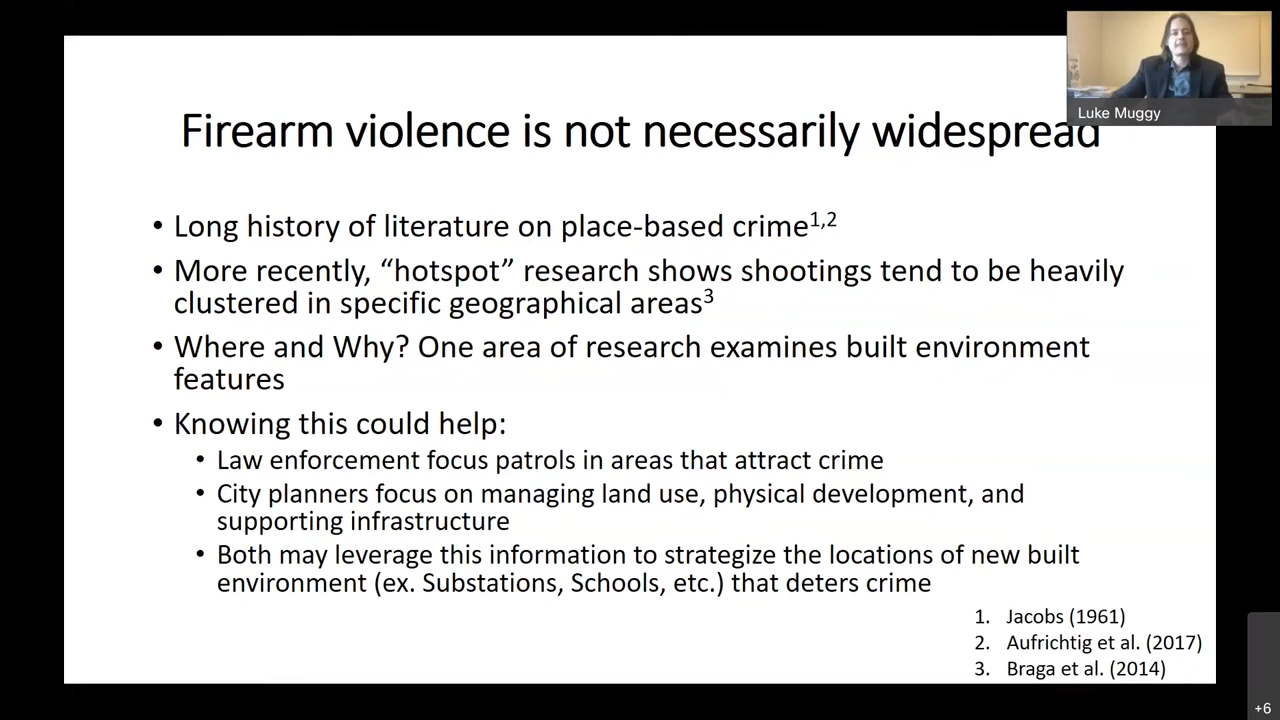 Luke Muggy
Firearm violence is not necessarily widespread
• Long history of literature on place-based crime1,2
• More recently, “hotspot” research shows shootings tend to be heavily
clustered in specific geographical areas3
• Where and Why? One area of research examines built environment
features
• Knowing this could help:
• Law enforcement focus patrols in areas that attract crime
• City planners focus on managing land use, physical development, and
supporting infrastructure
• Both may leverage this information to strategize the locations of new built
environment (ex. Substations, Schools, etc.) that deters crime
1. Jacobs (1961)
2. Aufrichtig et al. (2017)
3. Braga et al. (2014)
+6